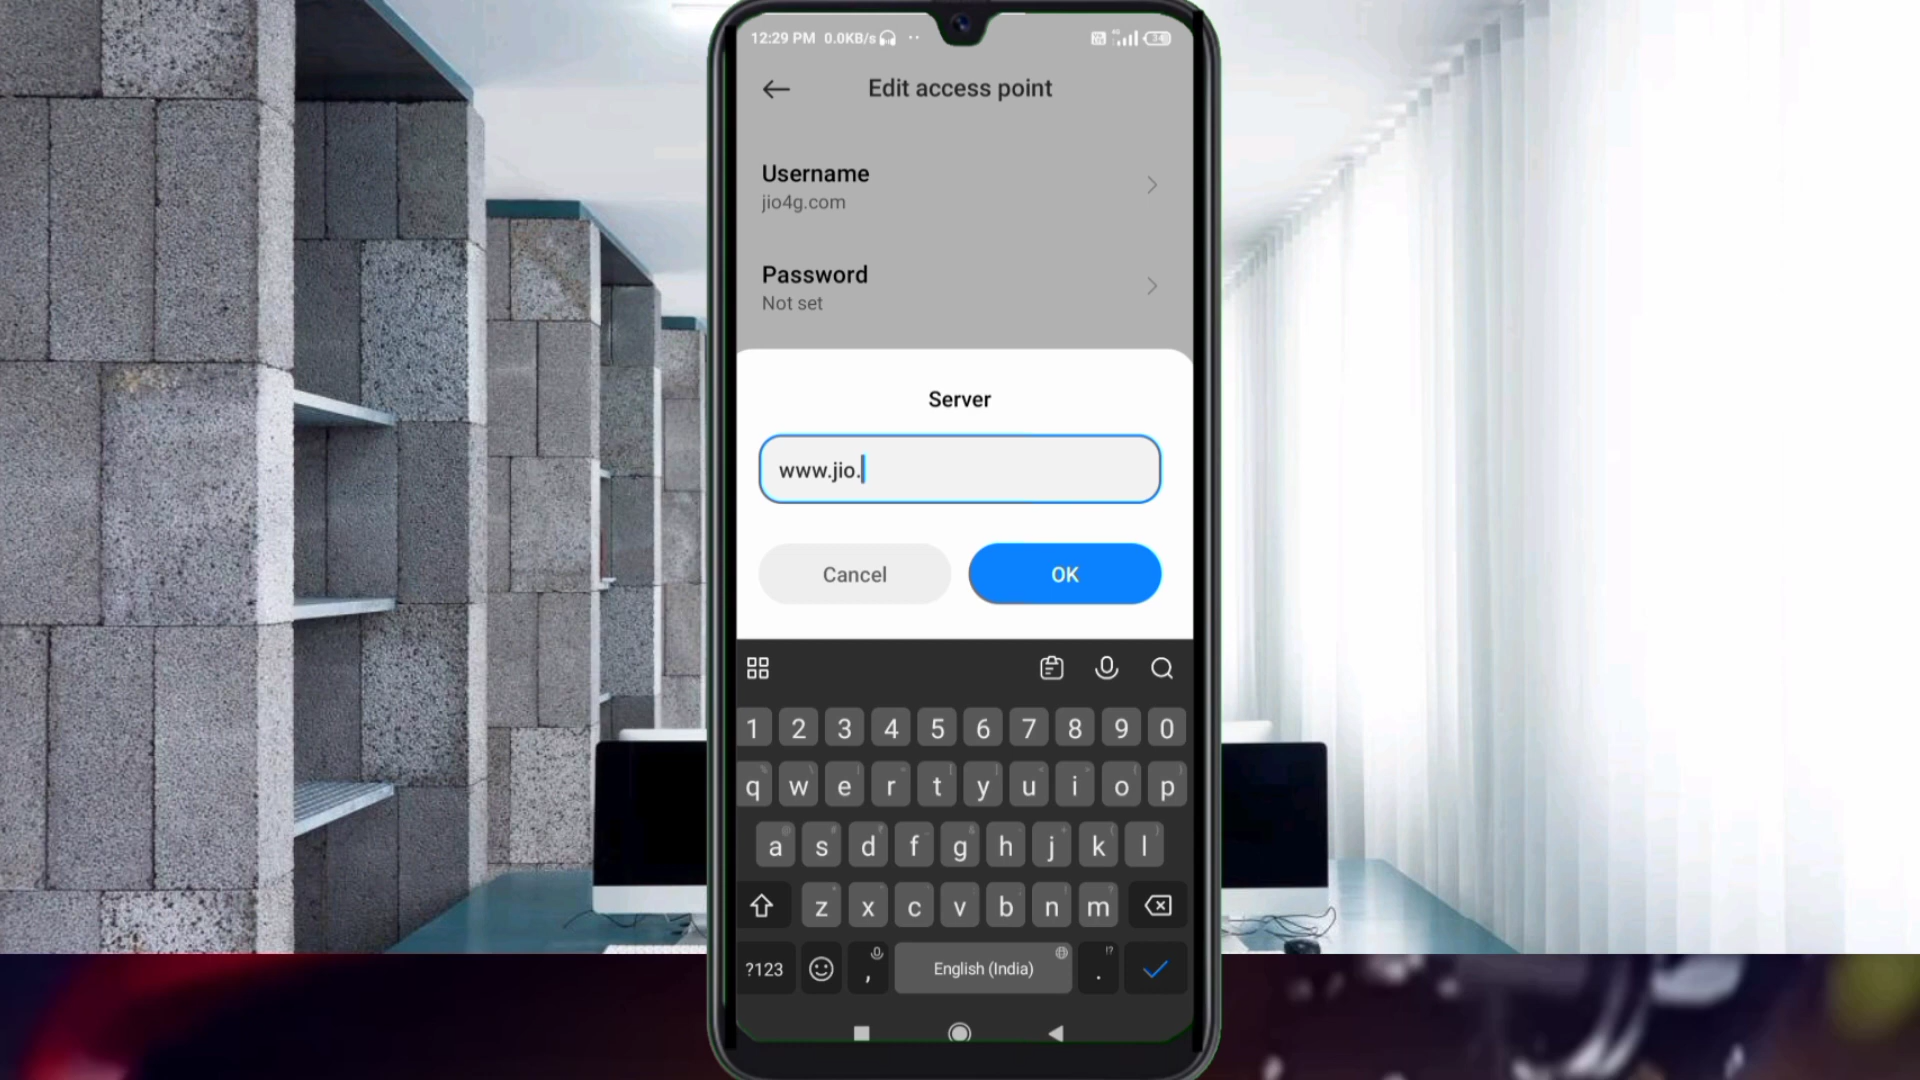 12:29 PM 0.0KB/s
Edit access point
Username
jio4g.com
Password
Not set
Server
www.jio.
Cancel
OK
1 2 3 4 5 6 7 8 9 0
q w e r t y u i o p
a s d f g h j k l
z x c v b n m
?123 , English (India) . !?